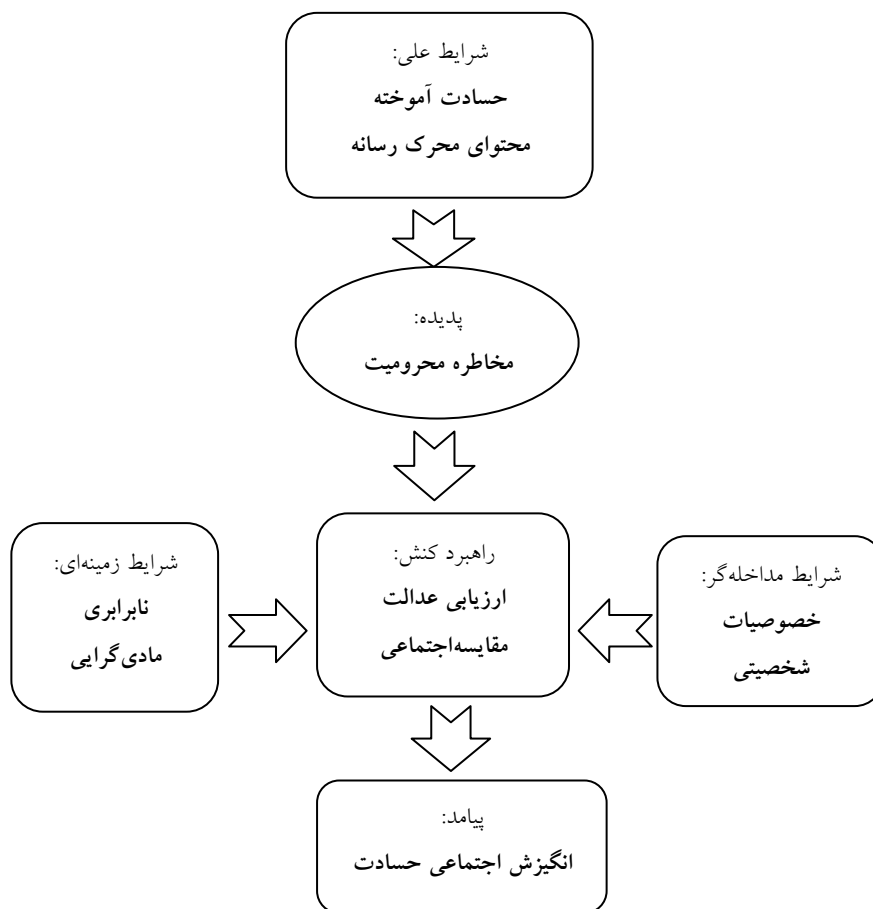 شرایط علی:
حسادت آموخته
محتوای محرک رسانه
پدیده:
مخاطره محرومیت
راهبرد کنش:
ارزیابی عدالت
مقایسه‌اجتماعی
شرایط مداخله‌گر:
خصوصیات
شخصیتی
شرایط زمینه‌ای:
نابرابری
مادی‌گرایی
پیامد:
انگیزش اجتماعی حسادت